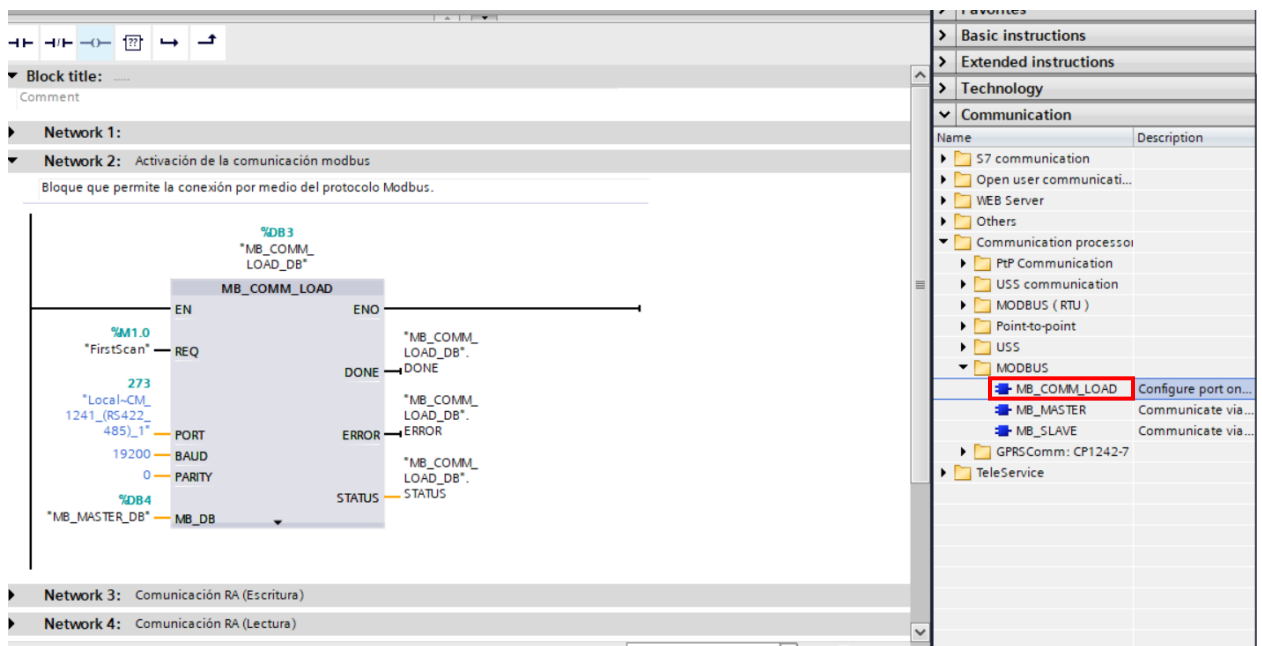 Favorites
Basic instructions
Extended instructions
Technology
Communication
Name Description
S7 communication
Open user communicati...
WEB Server
Others
Communication processor
PtP Communication
USS communication
MODBUS ( RTU )
Point-to-point
USS
MODBUS
MB_COMM_LOAD Configure port on...
MB_MASTER Communicate via...
MB_SLAVE Communicate via...
GPRSComm: CP1242-7
TeleService
??
Block title: .....
Comment
Network 1:
Network 2: Activación de la comunicación modbus
Bloque que permite la conexión por medio del protocolo Modbus.
%DB3
"MB_COMM_
LOAD_DB"
MB_COMM_LOAD
EN ENO
%M1.0
"FirstScan" REQ
"MB_COMM_
LOAD_DB".
DONE DONE
273
"Local~CM_
1241_(RS422_
485)_1" PORT
"MB_COMM_
LOAD_DB".
ERROR ERROR
19200 BAUD
0 PARITY
"MB_COMM_
LOAD_DB".
STATUS STATUS
%DB4
"MB_MASTER_DB" MB_DB
Network 3: Comunicación RA (Escritura)
Network 4: Comunicación RA (Lectura)